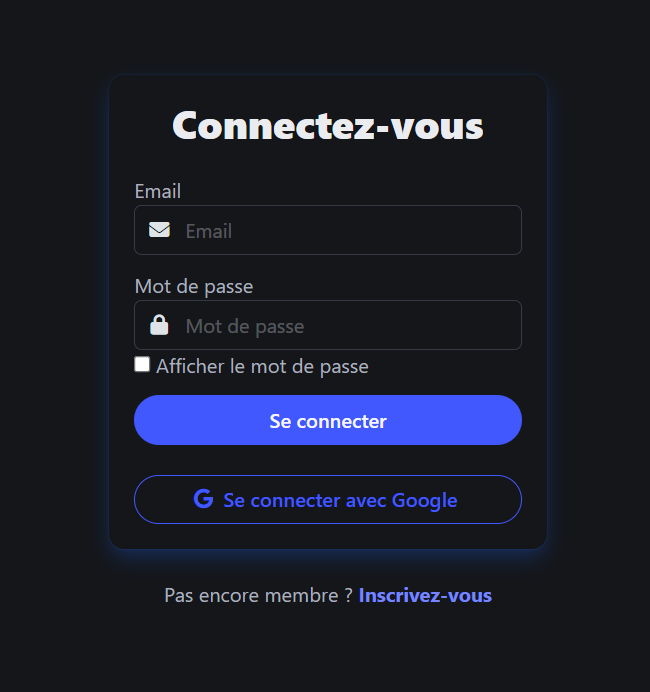 Connectez-vous
Email
Email
Mot de passe
Mot de passe
Afficher le mot de passe
Se connecter
G Se connecter avec Google
Pas encore membre ? Inscrivez-vous